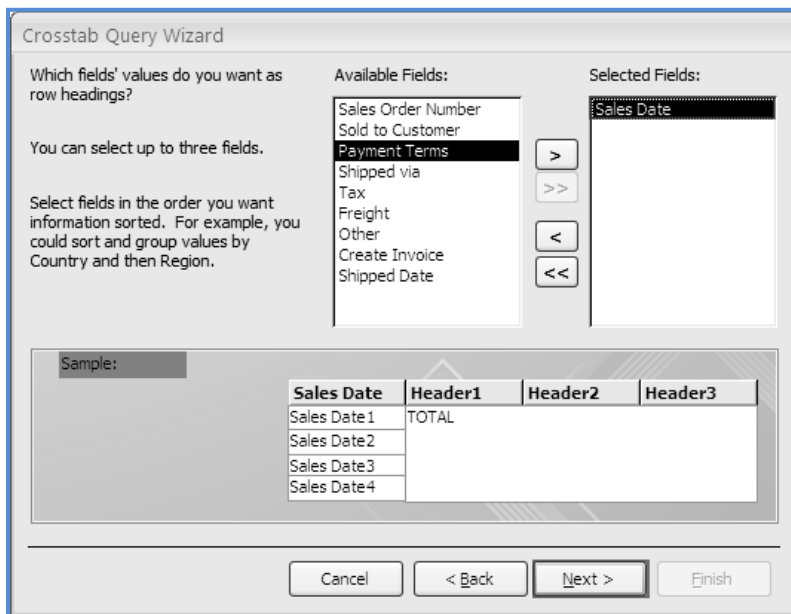 Crosstab Query Wizard
Which fields' values do you want as
row headings?
You can select up to three fields.
Select fields in the order you want
information sorted.  For example, you
could sort and group values by
Country and then Region.
Available Fields:
Sales Order Number
Sold to Customer
Payment Terms
Shipped via
Tax
Freight
Other
Create Invoice
Shipped Date
>
>>
<
<<
Selected Fields:
Sales Date
Sample:
Sales Date Header1 Header2 Header3
Sales Date1 TOTAL
Sales Date2
Sales Date3
Sales Date4
Cancel < Back Next > Finish